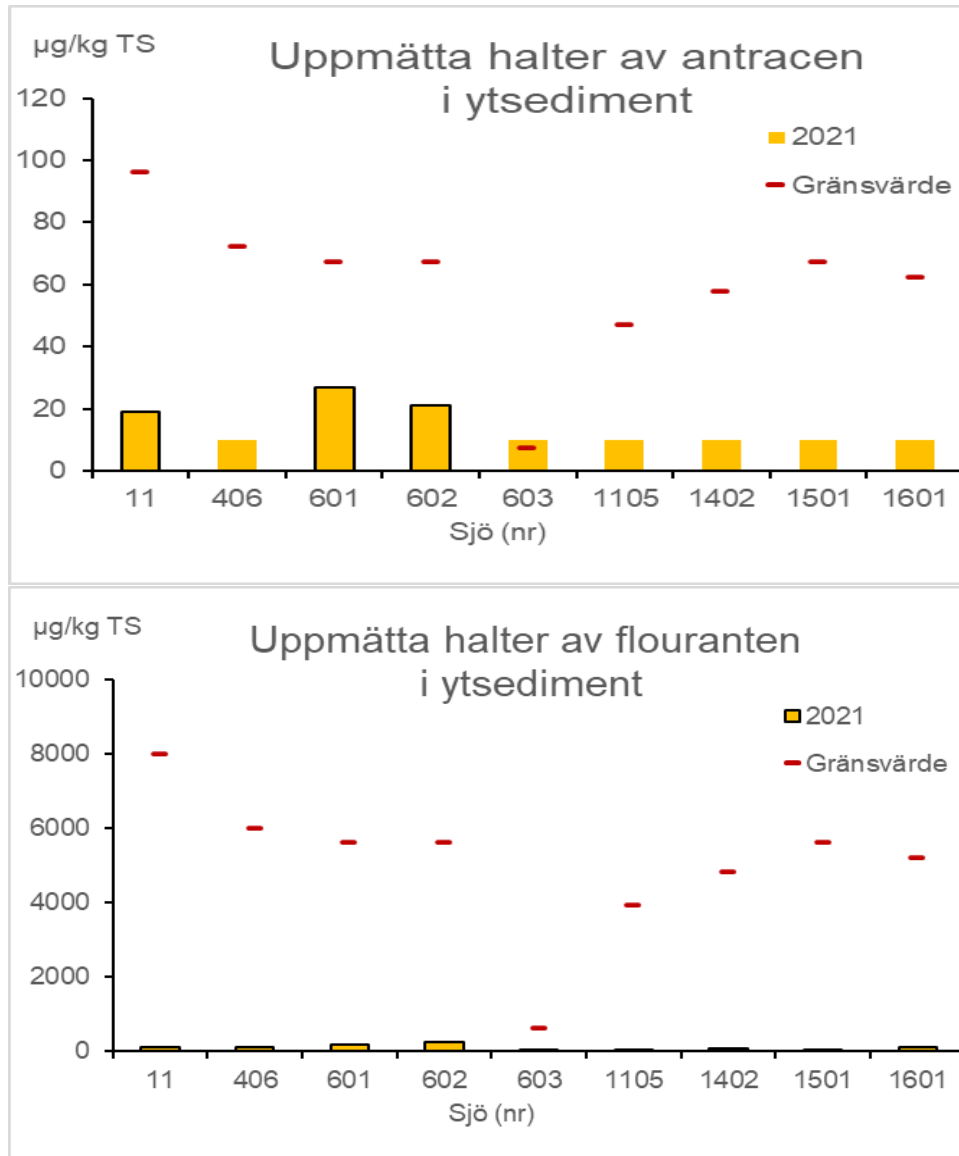 µg/kg TS
Uppmätta halter av antracen
i ytsediment
120
100
80
60
40
20
0
2021
Gränsvärde
11 406 601 602 603 1105 1402 1501 1601
Sjö (nr)
µg/kg TS
Uppmätta halter av flouranten
i ytsediment
10000
8000
6000
4000
2000
0
2021
Gränsvärde
11 406 601 602 603 1105 1402 1501 1601
Sjö (nr)